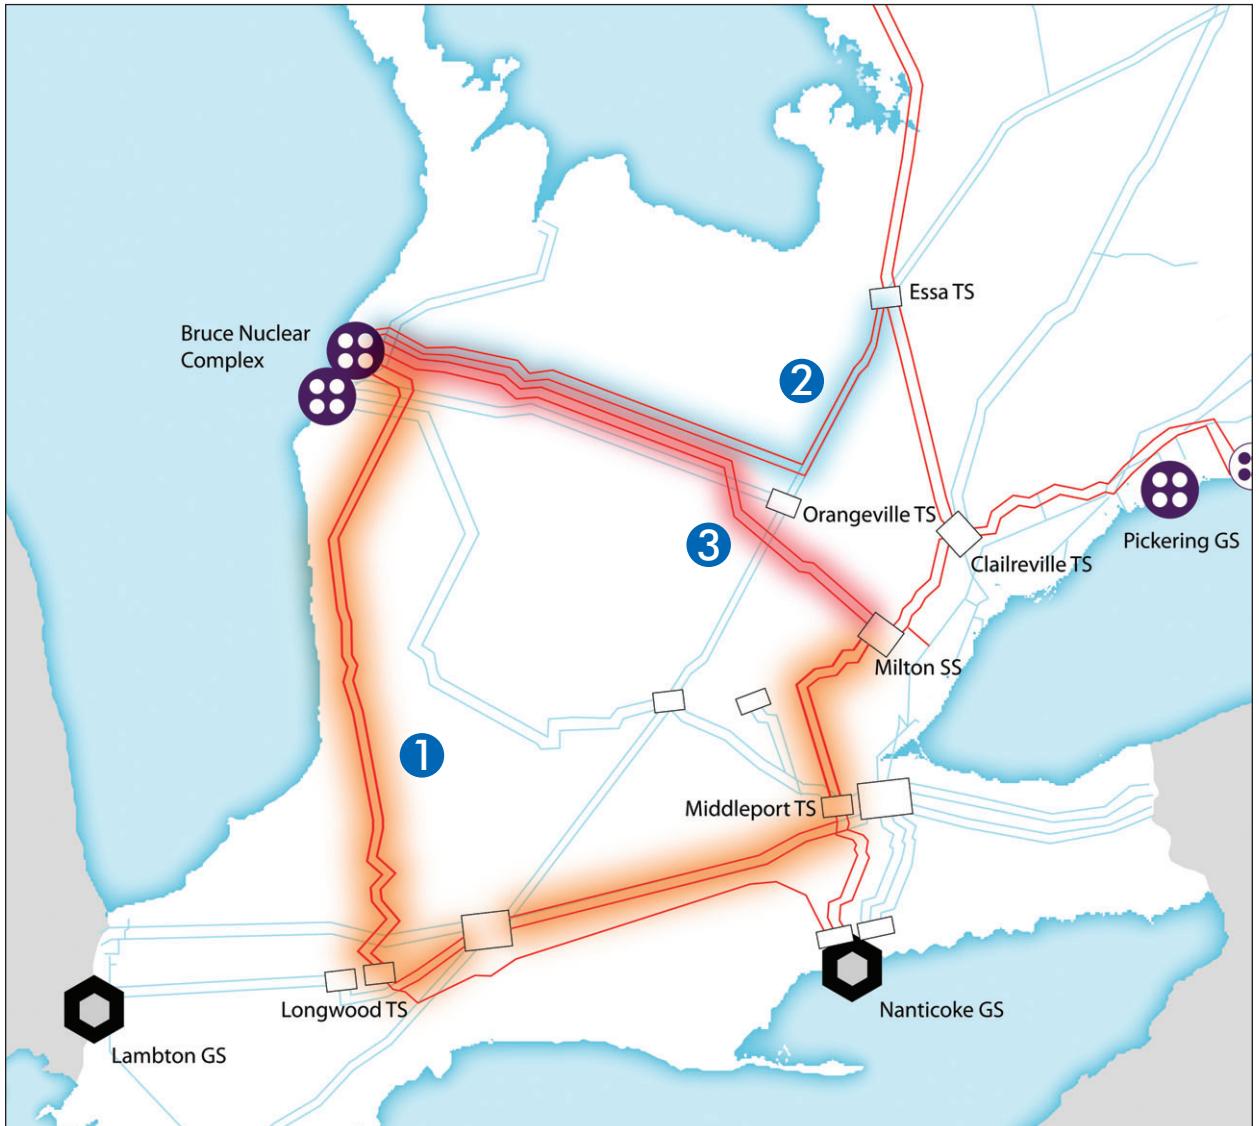 Essa TS
Bruce Nuclear
Complex
2
Orangeville TS
3
Pickering GS
Clailreville TS
Milton SS
1
Middleport TS
Longwood TS
Nanticoke GS
Lambton GS